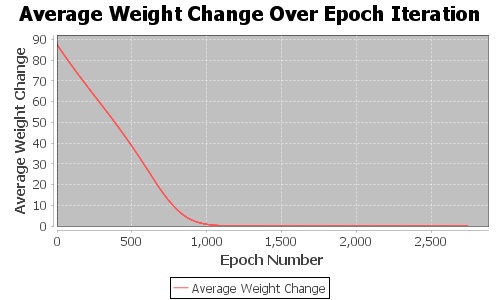 Average Weight Change Over Epoch Iteration
Average Weight Change
90
80
70
60
50
40
30
20
10
0
0 500 1,000 1,500 2,000 2,500
Epoch Number
Average Weight Change